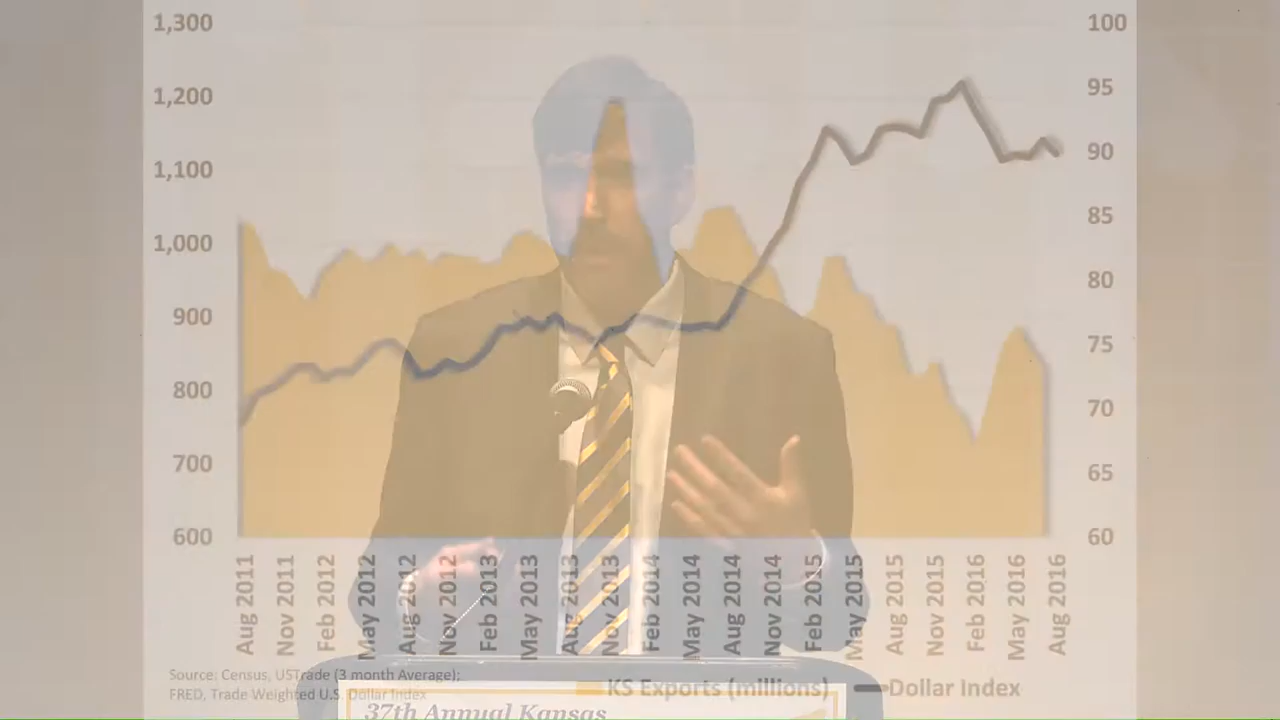 1,300
1,200
1,100
1,000
900
800
700
600
100
95
90
85
80
75
70
65
60
Aug 2011
Nov 2011
Feb 2012
May 2012
Aug 2012
Nov 2012
Feb 2013
May 2013
Aug 2013
Nov 2013
Feb 2014
May 2014
Aug 2014
Nov 2014
Feb 2015
May 2015
Aug 2015
Nov 2015
Feb 2016
May 2016
Aug 2016
Source: Census, USTrade (3 month Average);
FRED, Trade Weighted U.S. Dollar Index
KS Exports (millions)
Dollar Index
37th Annual Kansas